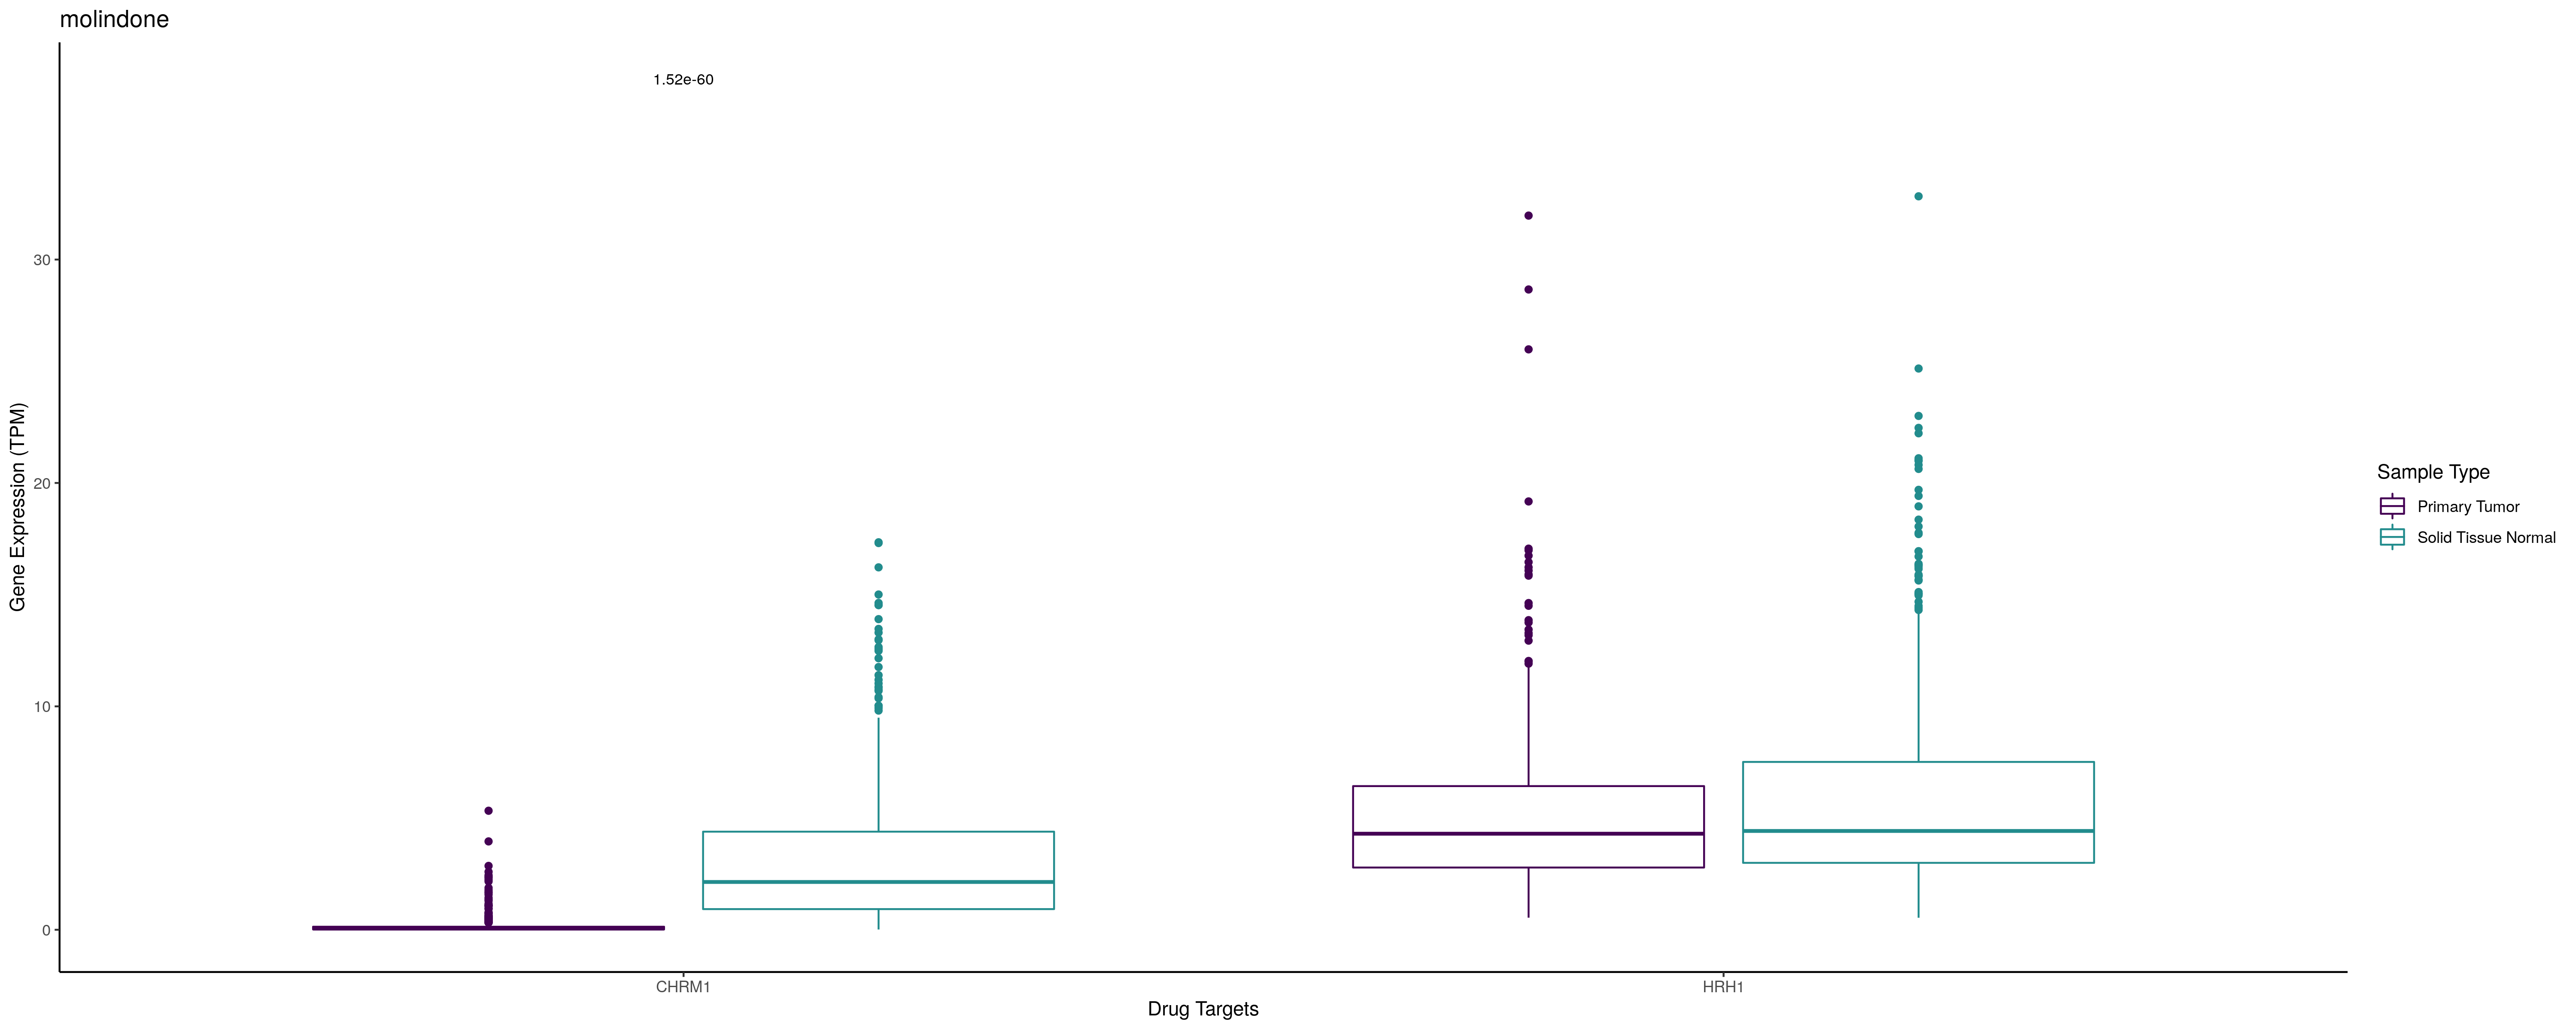 molindone
1.52e-60
Gene Expression (TPM)
30
20
10
0
CHRM1
HRH1
Drug Targets
Sample Type
Primary Tumor
Solid Tissue Normal